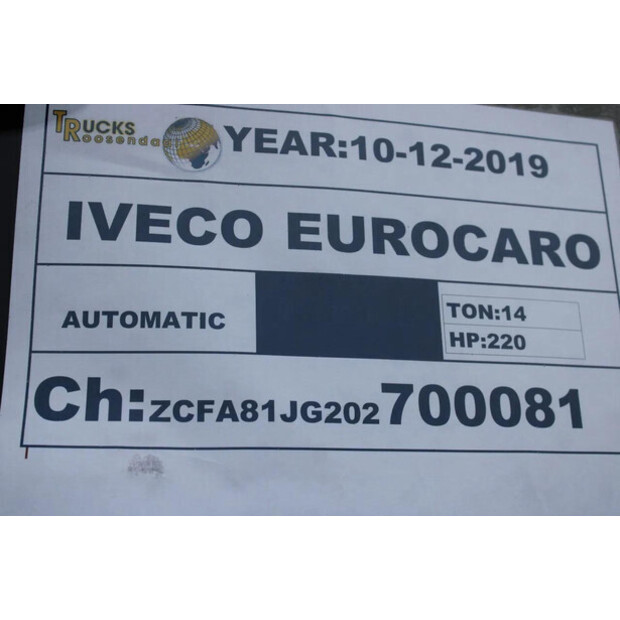 TRUCKS
Roosendaal
YEAR:10-12-2019
IVECO EUROCARO
AUTOMATIC
TON:14
HP:220
Ch:ZCFA81JG202700081